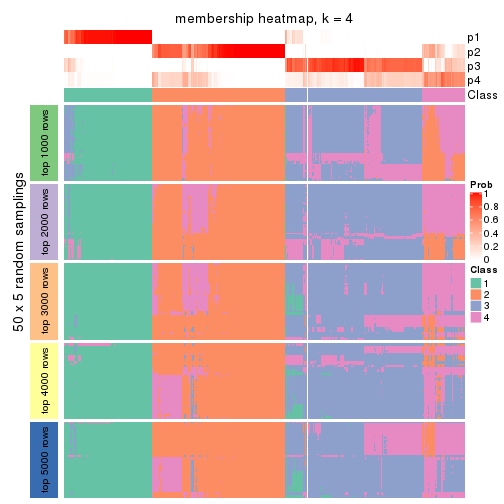 membership heatmap, k = 4
p1
p2
p3
p4
Class
50 x 5 random samplings
top 1000 rows
top 2000 rows
top 3000 rows
top 4000 rows
top 5000 rows
Prob
1
0.8
0.6
0.4
0.2
0
Class
1
2
3
4